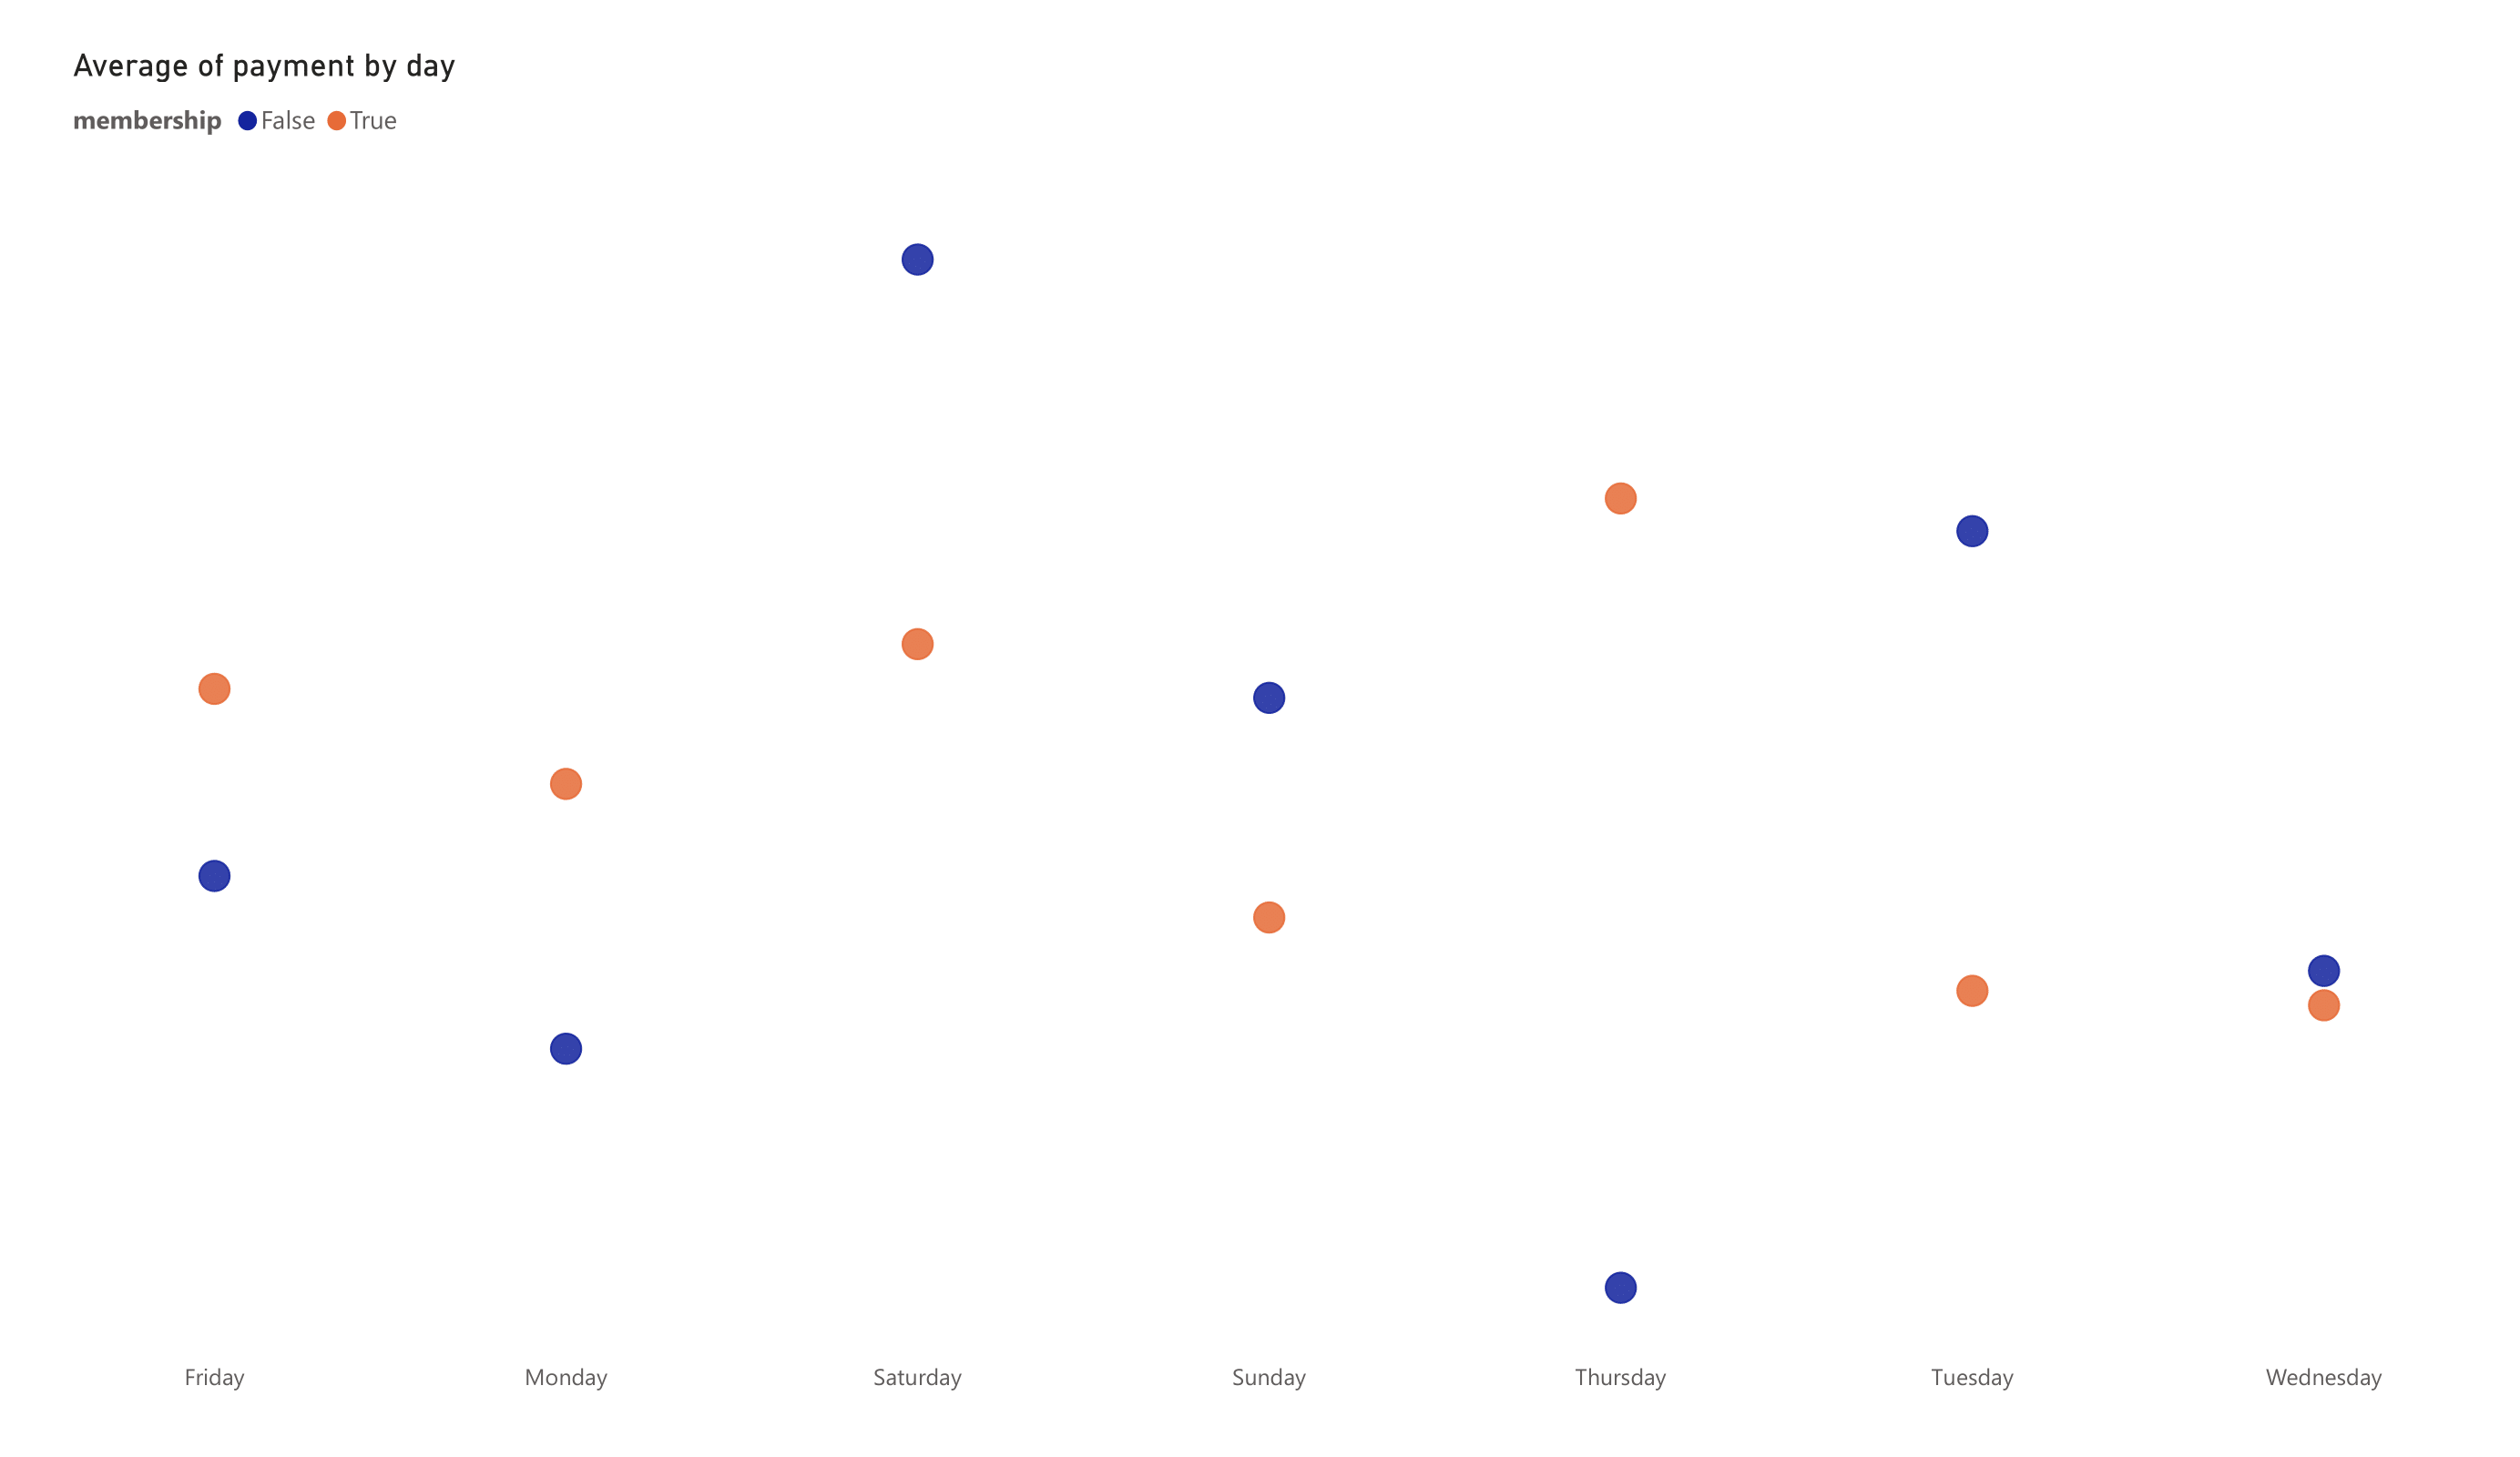 Average of payment by day
membership False True
Friday Monday Saturday Sunday Thursday Tuesday Wednesday